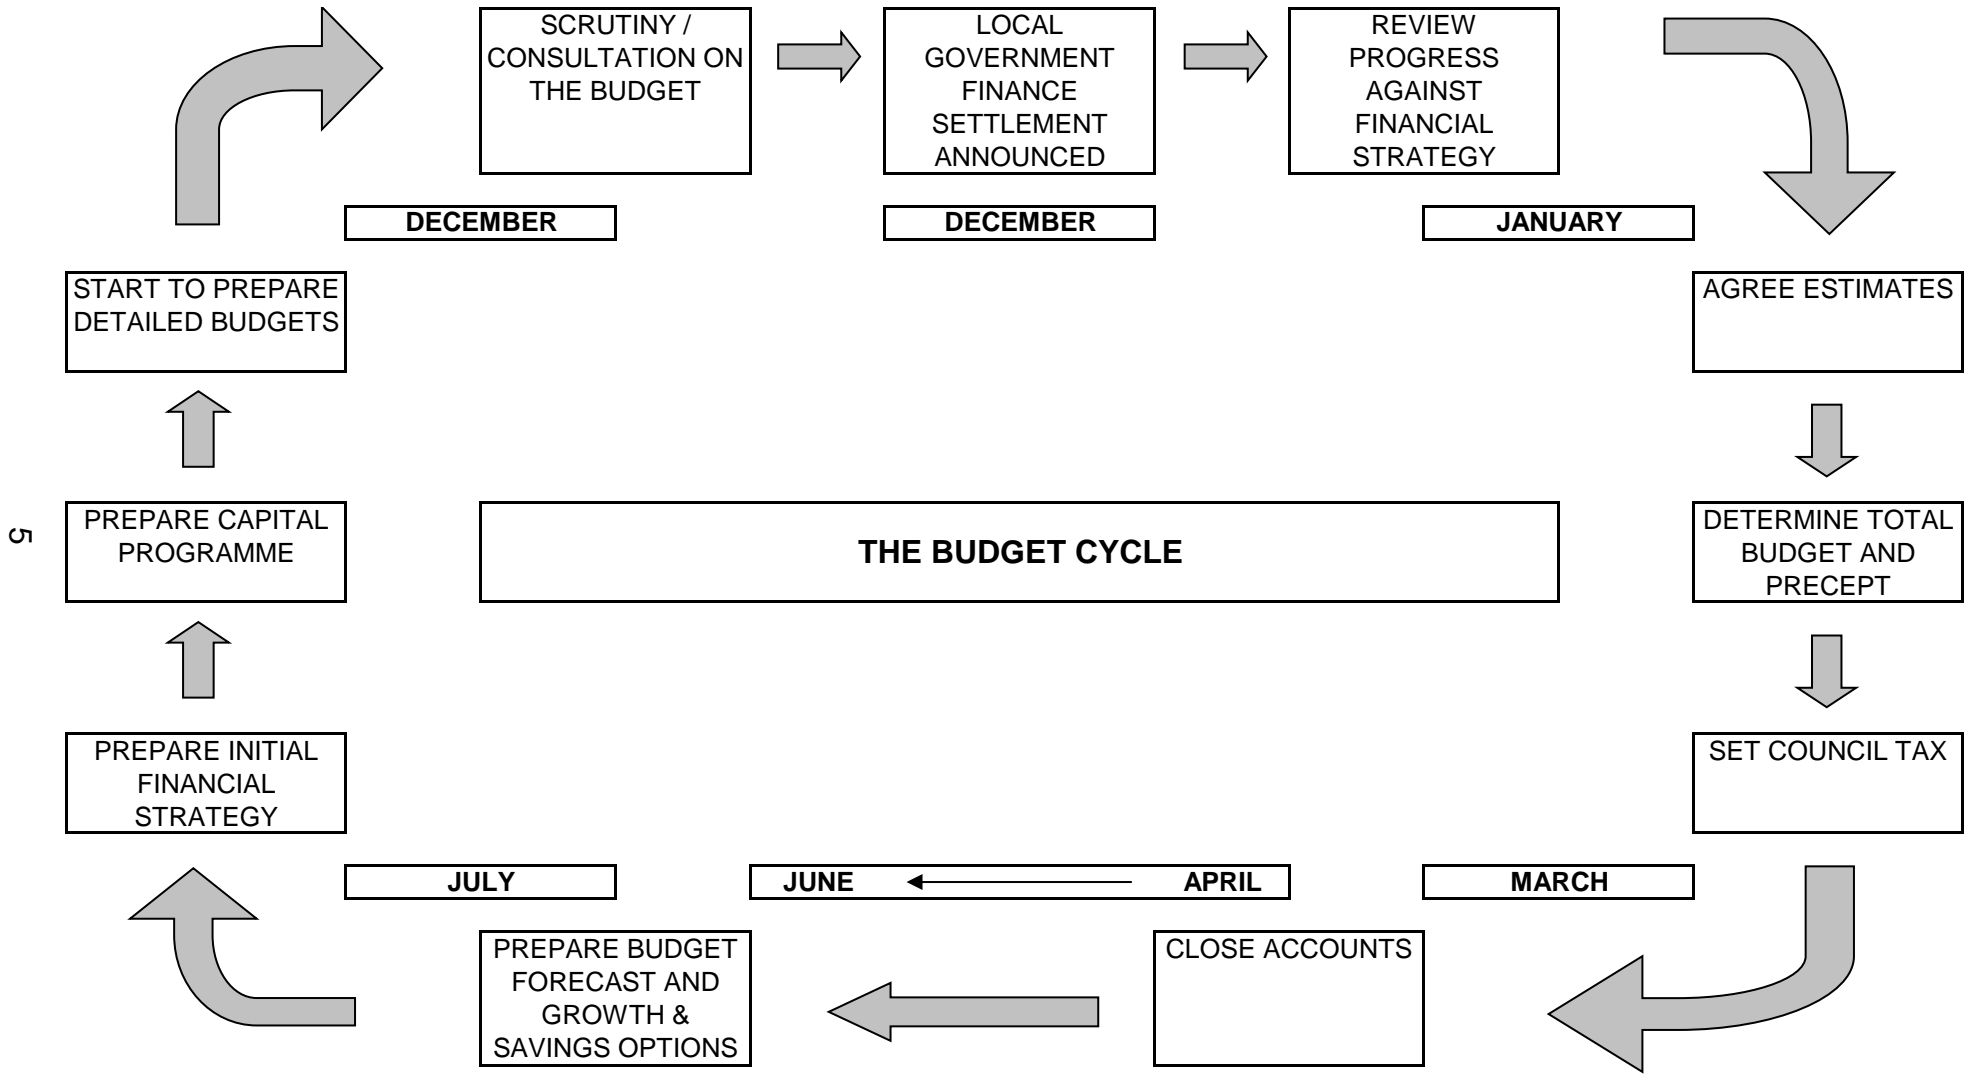 SCRUTINY /
CONSULTATION ON
THE BUDGET
LOCAL
GOVERNMENT
FINANCE
SETTLEMENT
ANNOUNCED
REVIEW
PROGRESS
AGAINST
FINANCIAL
STRATEGY
DECEMBER
DECEMBER
JANUARY
START TO PREPARE
DETAILED BUDGETS
AGREE ESTIMATES
5
PREPARE CAPITAL
PROGRAMME
THE BUDGET CYCLE
DETERMINE TOTAL
BUDGET AND
PRECEPT
PREPARE INITIAL
FINANCIAL
STRATEGY
SET COUNCIL TAX
JULY
JUNE
APRIL
MARCH
PREPARE BUDGET
FORECAST AND
GROWTH &
SAVINGS OPTIONS
CLOSE ACCOUNTS